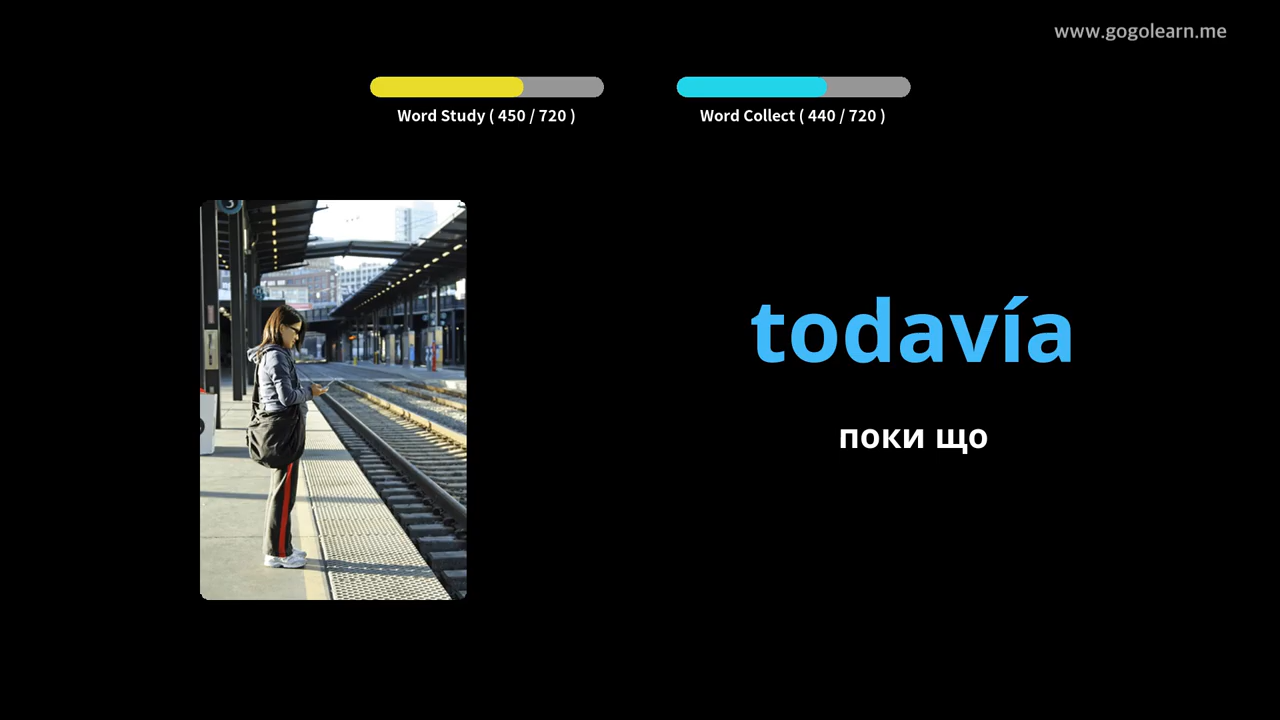 www.gogolearn.me
Word Study ( 450 / 720 )
Word Collect ( 440 / 720 )
todavía
поки що